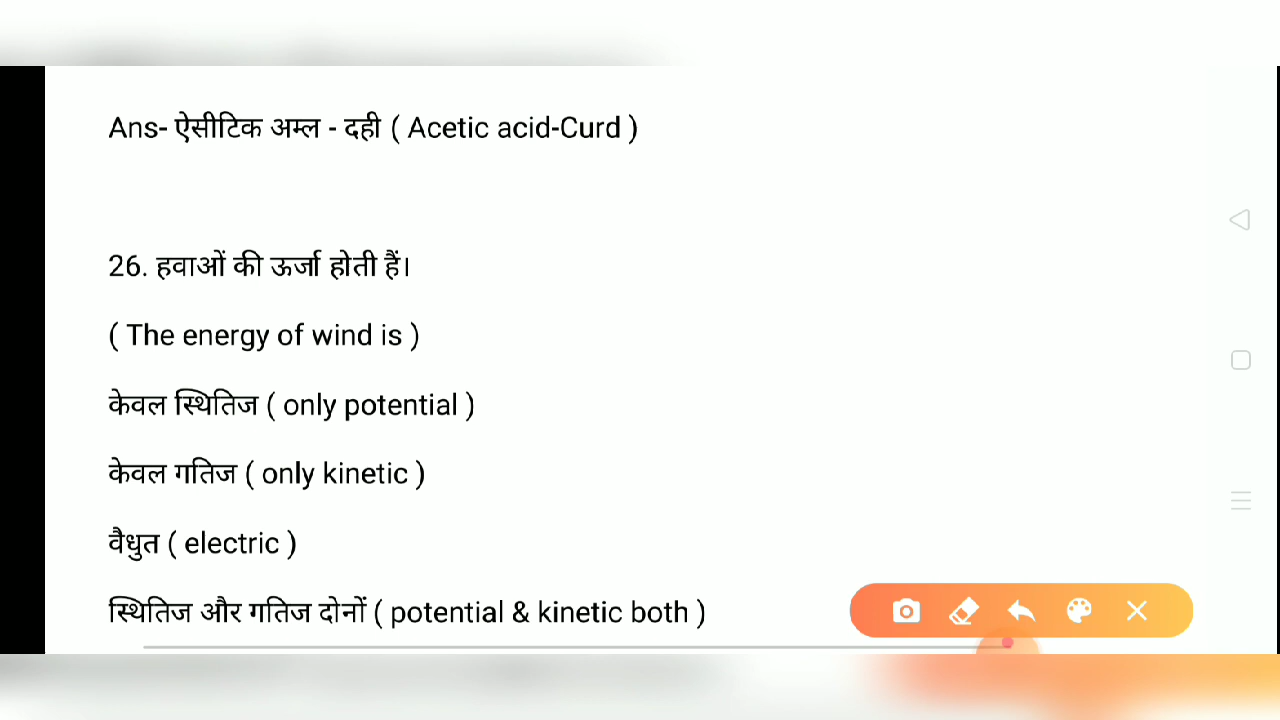 Ans- ऐसीटिक अम्ल - दही ( Acetic acid-Curd )
26. हवाओं की ऊर्जा होती हैं।
( The energy of wind is )
केवल स्थितिज ( only potential )
केवल गतिज ( only kinetic )
वैधुत ( electric )
स्थितिज और गतिज दोनों ( potential & kinetic both )